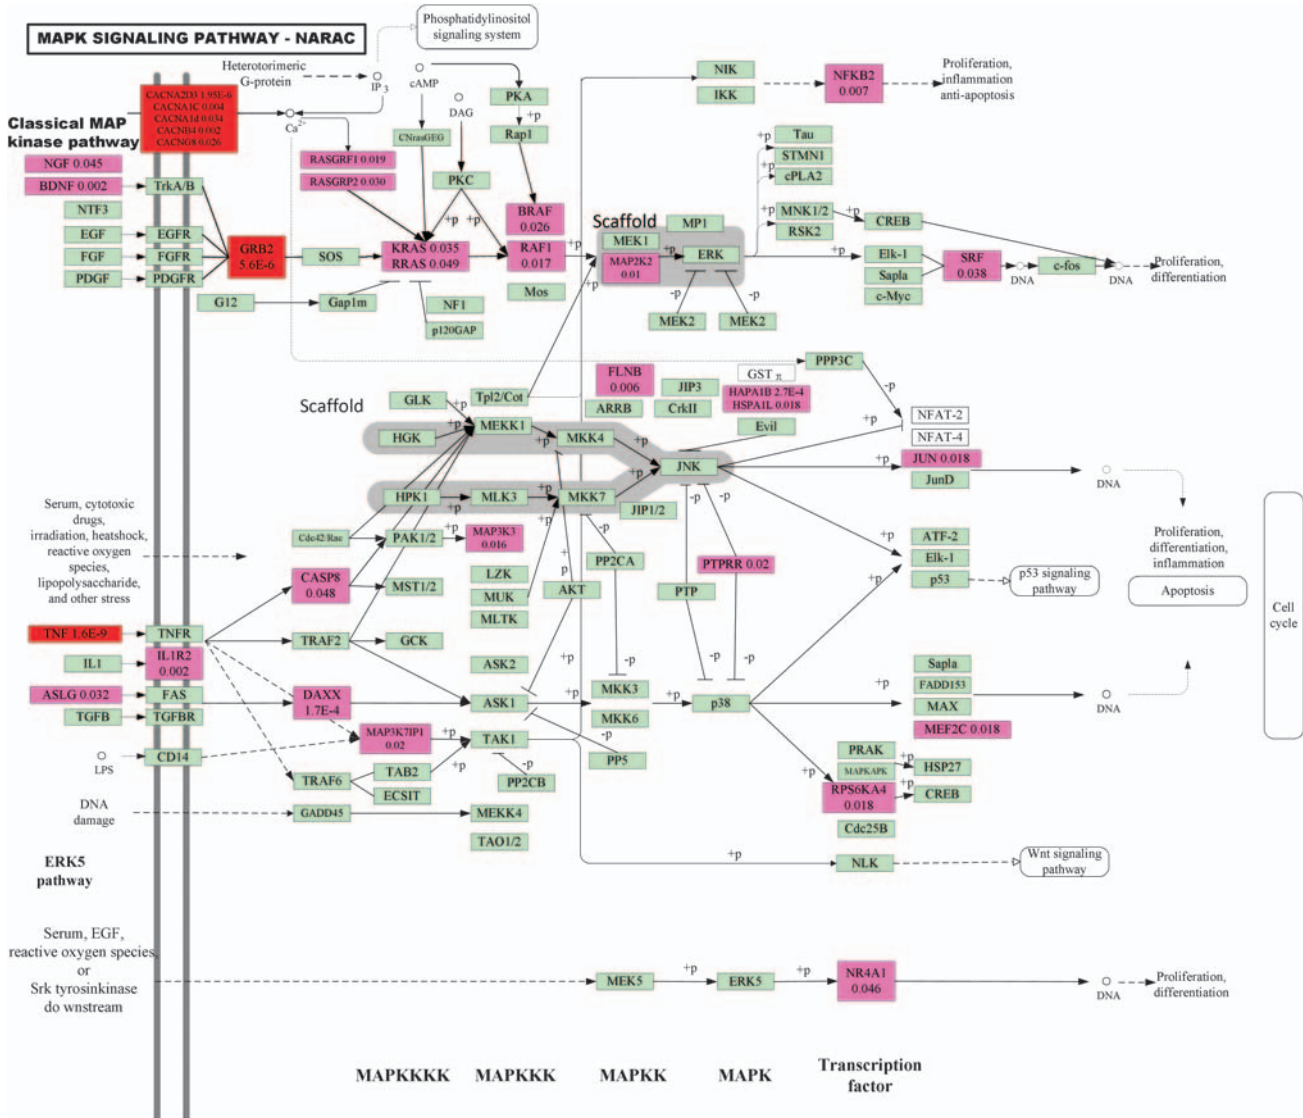 MAPK SIGNALING PATHWAY - NARAC
Phosphatidylinositol
signaling system
Heterotorimeric
G-protein
IP3
cAMP
DAG
PKA
+p
Rap1
NIK
IKK
NFKB2
0.007
Proliferation,
inflammation
anti-apoptosis
CACNA2D3 1.95E-6
CACNA1C 0.004
CACNA1d 0.034
CACNB4 0.002
CACNG8 0.026
Ca2+
Classical MAP
kinase pathway
CNrasGEG
PKC
NGF 0.045
BDNF 0.002
TrkA/B
RASGRF1 0.019
RASGRP2 0.030
+p
+p
BRAF
0.026
+p
Tau
STMN1
+p
cPLA2
NTF3
EGF
EGFR
FGF
FGFR
PDGF
PDGFR
GRB2
5.6E-6
SOS
KRAS 0.035
RRAS 0.049
+p
RAF1
0.017
+p
Scaffold
MP1
MEK1
+p
MAP2K2
0.01
ERK
+p
MNK1/2
+p
CREB
+p
RSK2
+p
Elk-1
Sapla
c-Myc
SRF
0.038
DNA
c-fos
DNA
Proliferation,
differentiation
G12
Gap1m
NF1
p120GAP
Mos
+p
-p
-p
MEK2
MEK2
PPP3C
FLNB
0.006
GST π
JIP3
HAPA1B 2.7E-4
HSPA1L 0.018
ARRB
CrkII
Evil
-p
Scaffold
GLK
+p
Tpl2/Cot
HGK
+p
MEKK1
+p
MKK4
+p
JNK
+p
NFAT-2
NFAT-4
+p
JUN 0.018
JunD
DNA
HPK1
+p
MLK3
+p
MKK7
+p
JIP1/2
-p
-p
-p
Serum, cytotoxic
drugs,
irradiation, heatshock,
reactive oxygen
species,
lipopolysaccharide,
and other stress
Cdc42/Rac
PAK1/2
+p
MAP3K3
0.016
CASP8
0.048
MST1/2
LZK
MUK
MLTK
+
p
AKT
PP2CA
PTP
PTPRR 0.02
+p
ATF-2
Elk-1
+p
p53
p53 signaling
pathway
Proliferation,
differentiation,
inflammation
Apoptosis
Cell
cycle
TNF 1.6E-9
TNFR
IL1
IL1R2
0.002
TRAF2
GCK
ASK2
+p
-p
-p
-p
ASLG 0.032
FAS
TGFB
TGFBR
DAXX
1.7E-4
ASK1
+p
MKK3
MKK6
+p
p38
+p
Sapla
FADD153
MAX
MEF2C 0.018
DNA
LPS
CD14
MAP3K7IP1
0.02
+p
TAK1
-p
PP5
TRAF6
TAB2
+p
ECSIT
-p
PP2CB
+p
PRAK
MAPKAPK
+p
HSP27
RPS6KA4
0.018
+p
CREB
Cdc25B
DNA
damage
GADD45
MEKK4
TAO1/2
+p
NLK
Wnt signaling
pathway
ERK5
pathway
Serum, EGF,
reactive oxygen species,
or
Srk tyrosinkinase
do wnstream
MEK5
+p
ERK5
+p
NR4A1
0.046
DNA
Proliferation,
differentiation
MAPKKKK
MAPKKK
MAPKK
MAPK
Transcription
factor